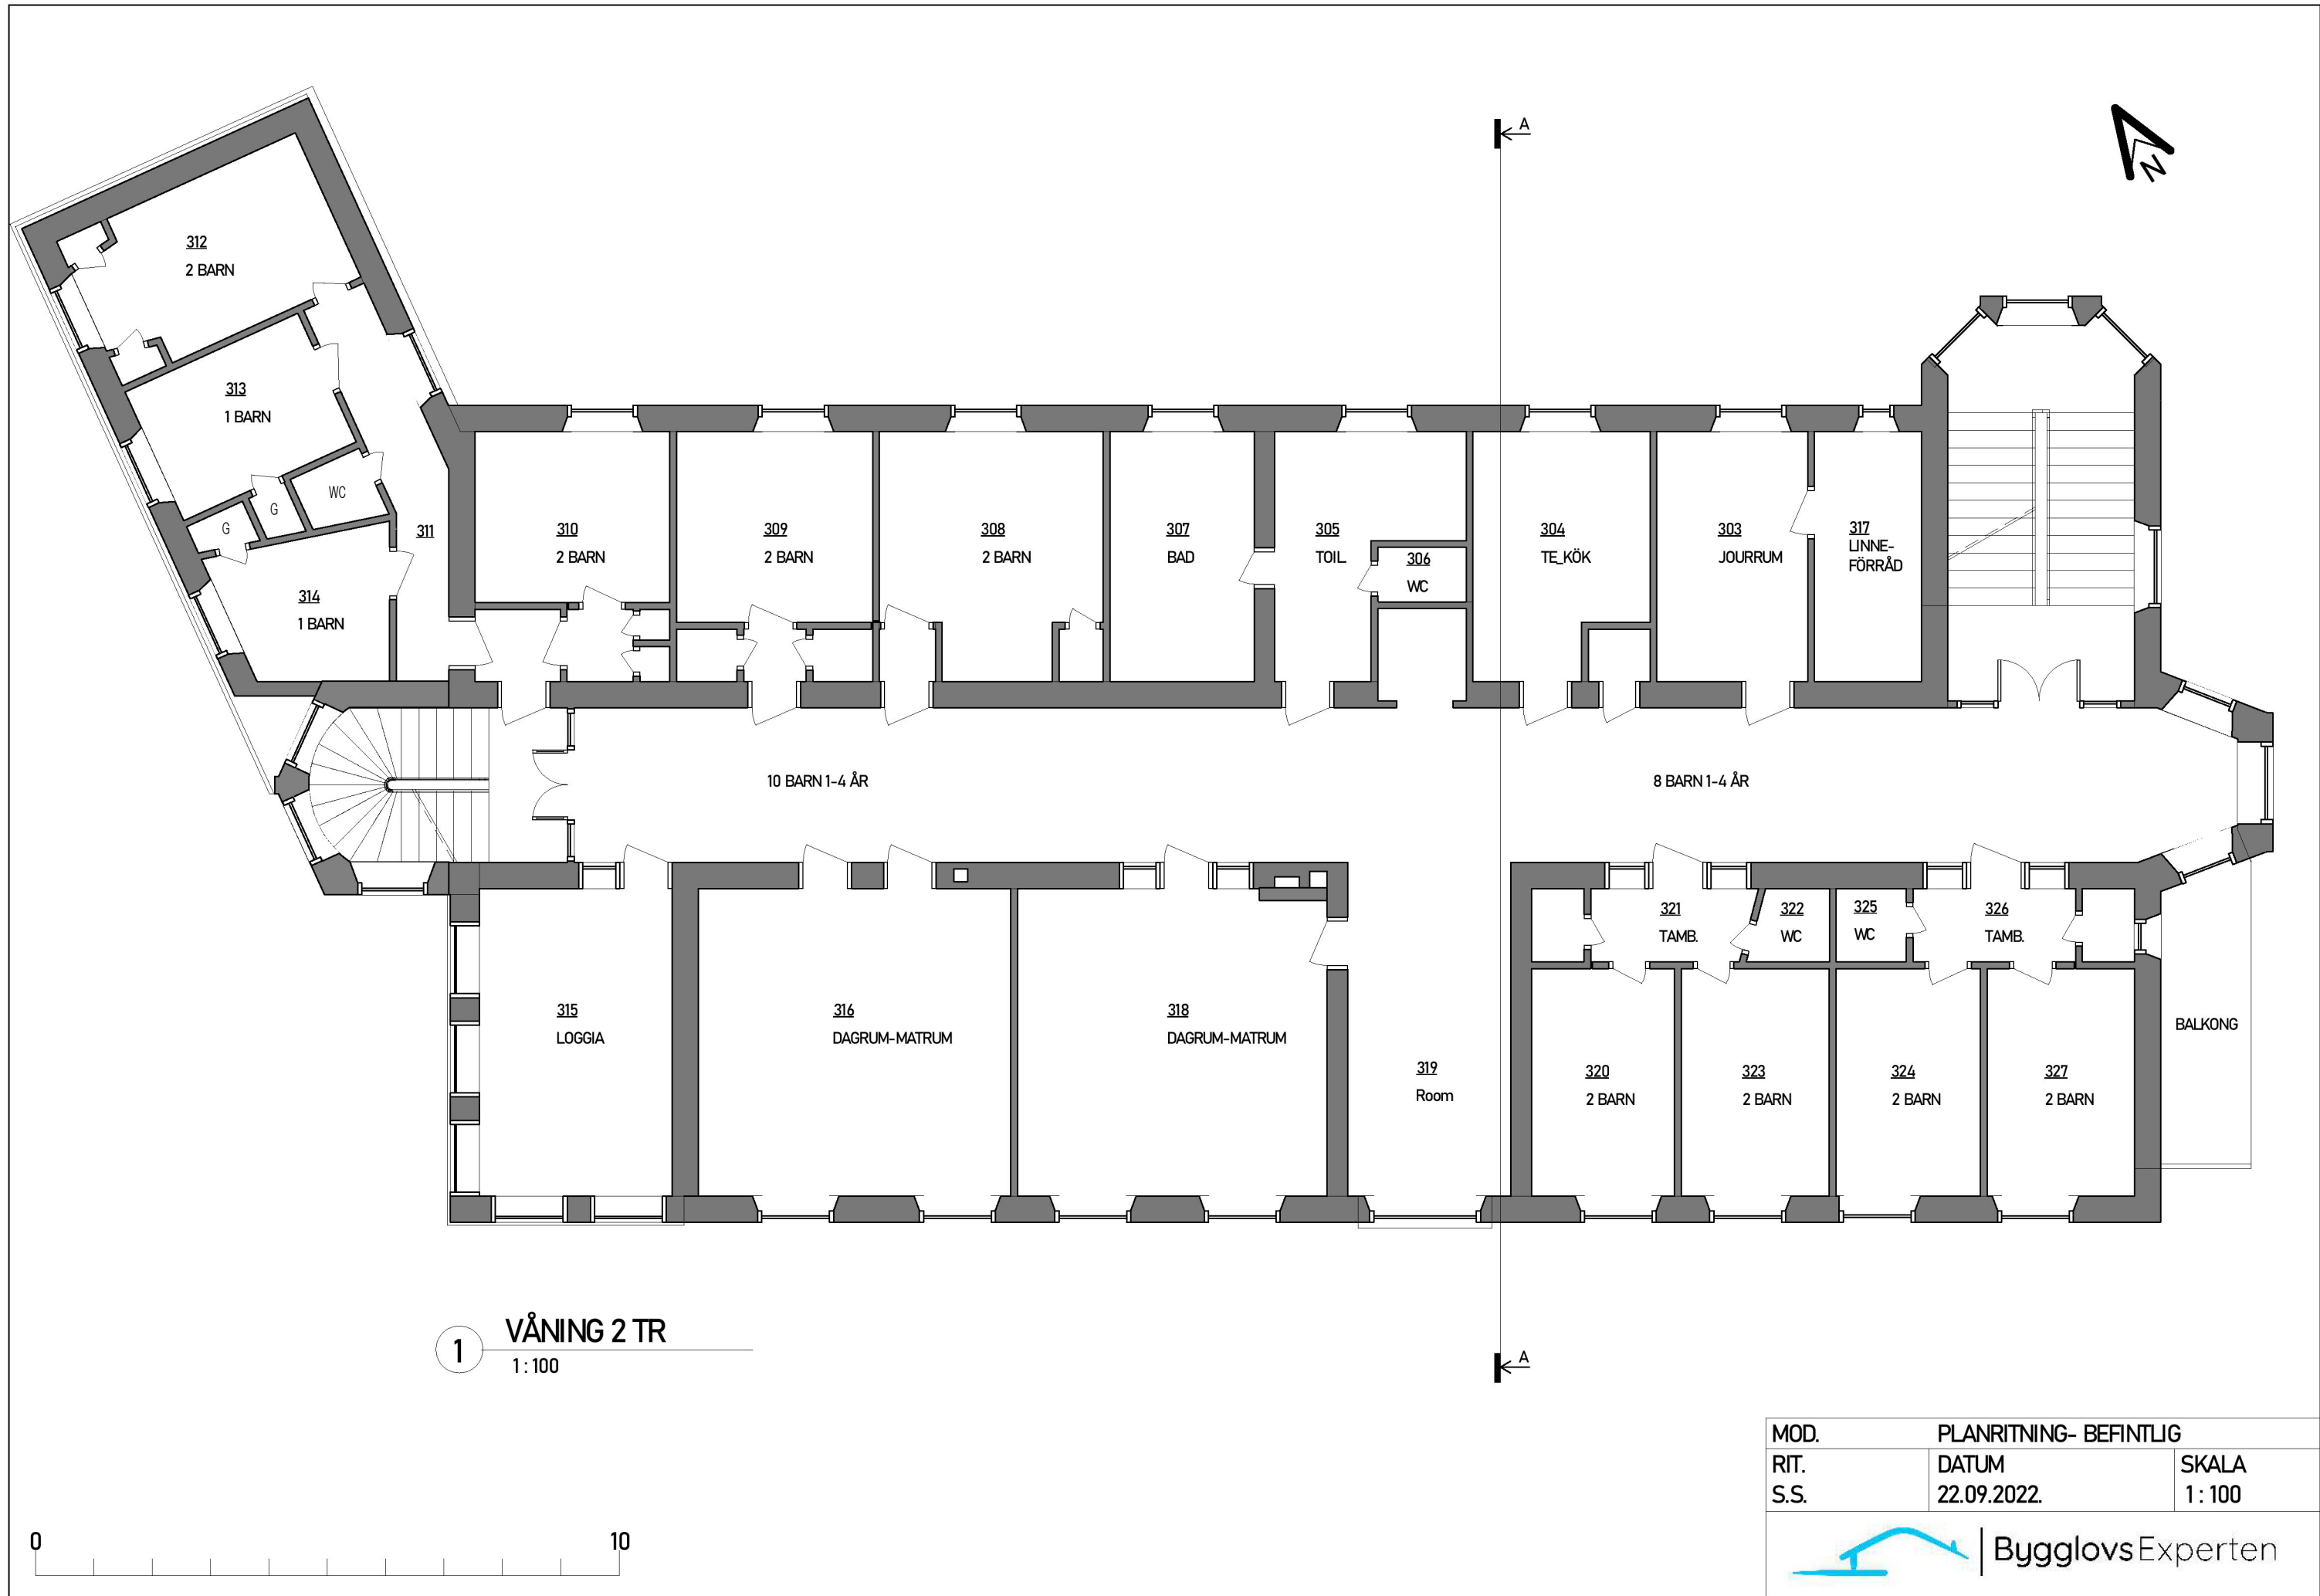 A
N
312
2 BARN
313
1 BARN
WC
G
G
311
314
1 BARN
310
2 BARN
309
2 BARN
308
2 BARN
307
BAD
305
TOIL.
306
WC
304
TE_KÖK
303
JOURRUM
317
LINNE-
FÖRRÅD
10 BARN 1-4 ÅR
8 BARN 1-4 ÅR
315
LOGGIA
316
DAGRUM-MATRUM
318
DAGRUM-MATRUM
319
Room
321
TAMB.
322
WC
325
WC
326
TAMB.
320
2 BARN
323
2 BARN
324
2 BARN
327
2 BARN
BALKONG
1
VÅNING 2 TR
1 : 100
A
MOD.
PLANRITNING- BEFINTLIG
RIT.
DATUM
SKALA
S.S.
22.09.2022.
1 : 100
BygglovsExperten
0
10